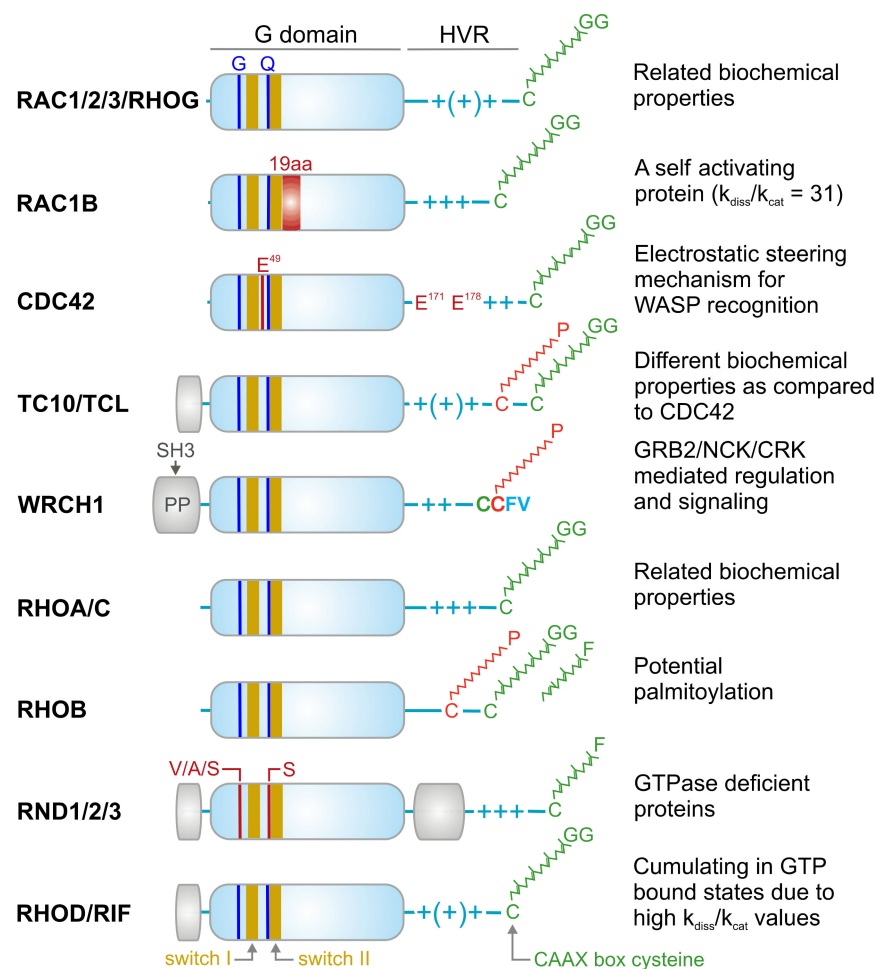 G domain HVR
G Q GG
RAC1/2/3/RHOG +(+)+ C Related biochemical
properties
19aa GG
RAC1B +++ C A self activating
protein (kdiss/kcat = 31)
E49 GG
CDC42 E171 E178 ++ C Electrostatic steering
mechanism for
WASP recognition
P GG
TC10/TCL +(+)+ C C Different biochemical
properties as compared
to CDC42
SH3 P
WRCH1 PP ++ CCFV GRB2/NCK/CRK
mediated regulation
and signaling
GG
RHOA/C +++ C Related biochemical
properties
P GG F
RHOB C C Potential
palmitoylation
V/A/S S F
RND1/2/3 +++ C GTPase deficient
proteins
GG
RHOD/RIF +(+)+ C Cumulating in GTP
bound states due to
high kdiss/kcat values
switch I switch II CAAX box cysteine